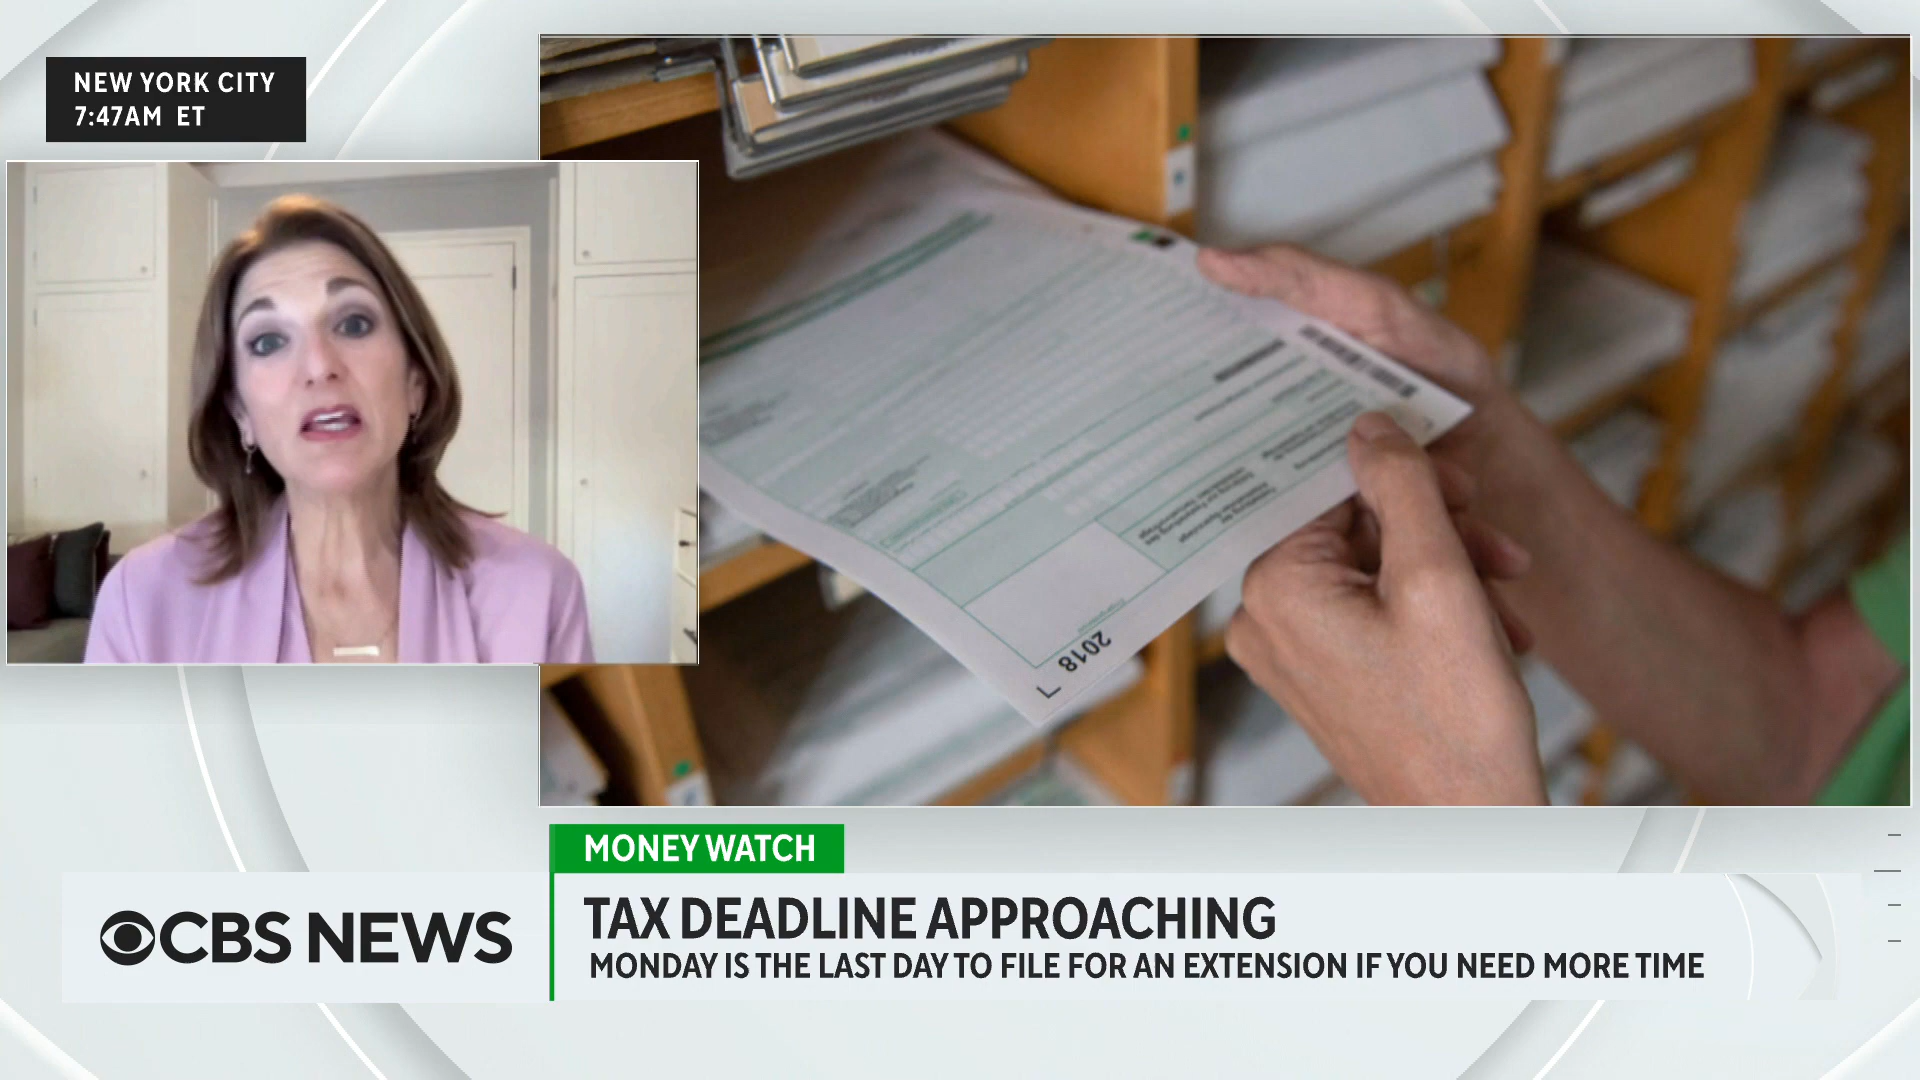 NEW YORK CITY
7:47AM ET
2018
MONEY WATCH
CBS NEWS
TAX DEADLINE APPROACHING
MONDAY IS THE LAST DAY TO FILE FOR AN EXTENSION IF YOU NEED MORE TIME